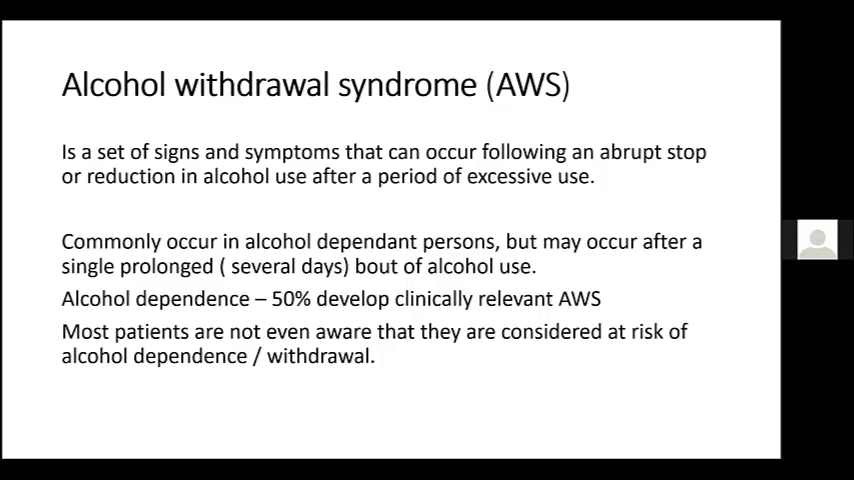 Alcohol withdrawal syndrome (AWS)
Is a set of signs and symptoms that can occur following an abrupt stop
or reduction in alcohol use after a period of excessive use.
Commonly occur in alcohol dependant persons, but may occur after a
single prolonged ( several days) bout of alcohol use.
Alcohol dependence – 50% develop clinically relevant AWS
Most patients are not even aware that they are considered at risk of
alcohol dependence / withdrawal.